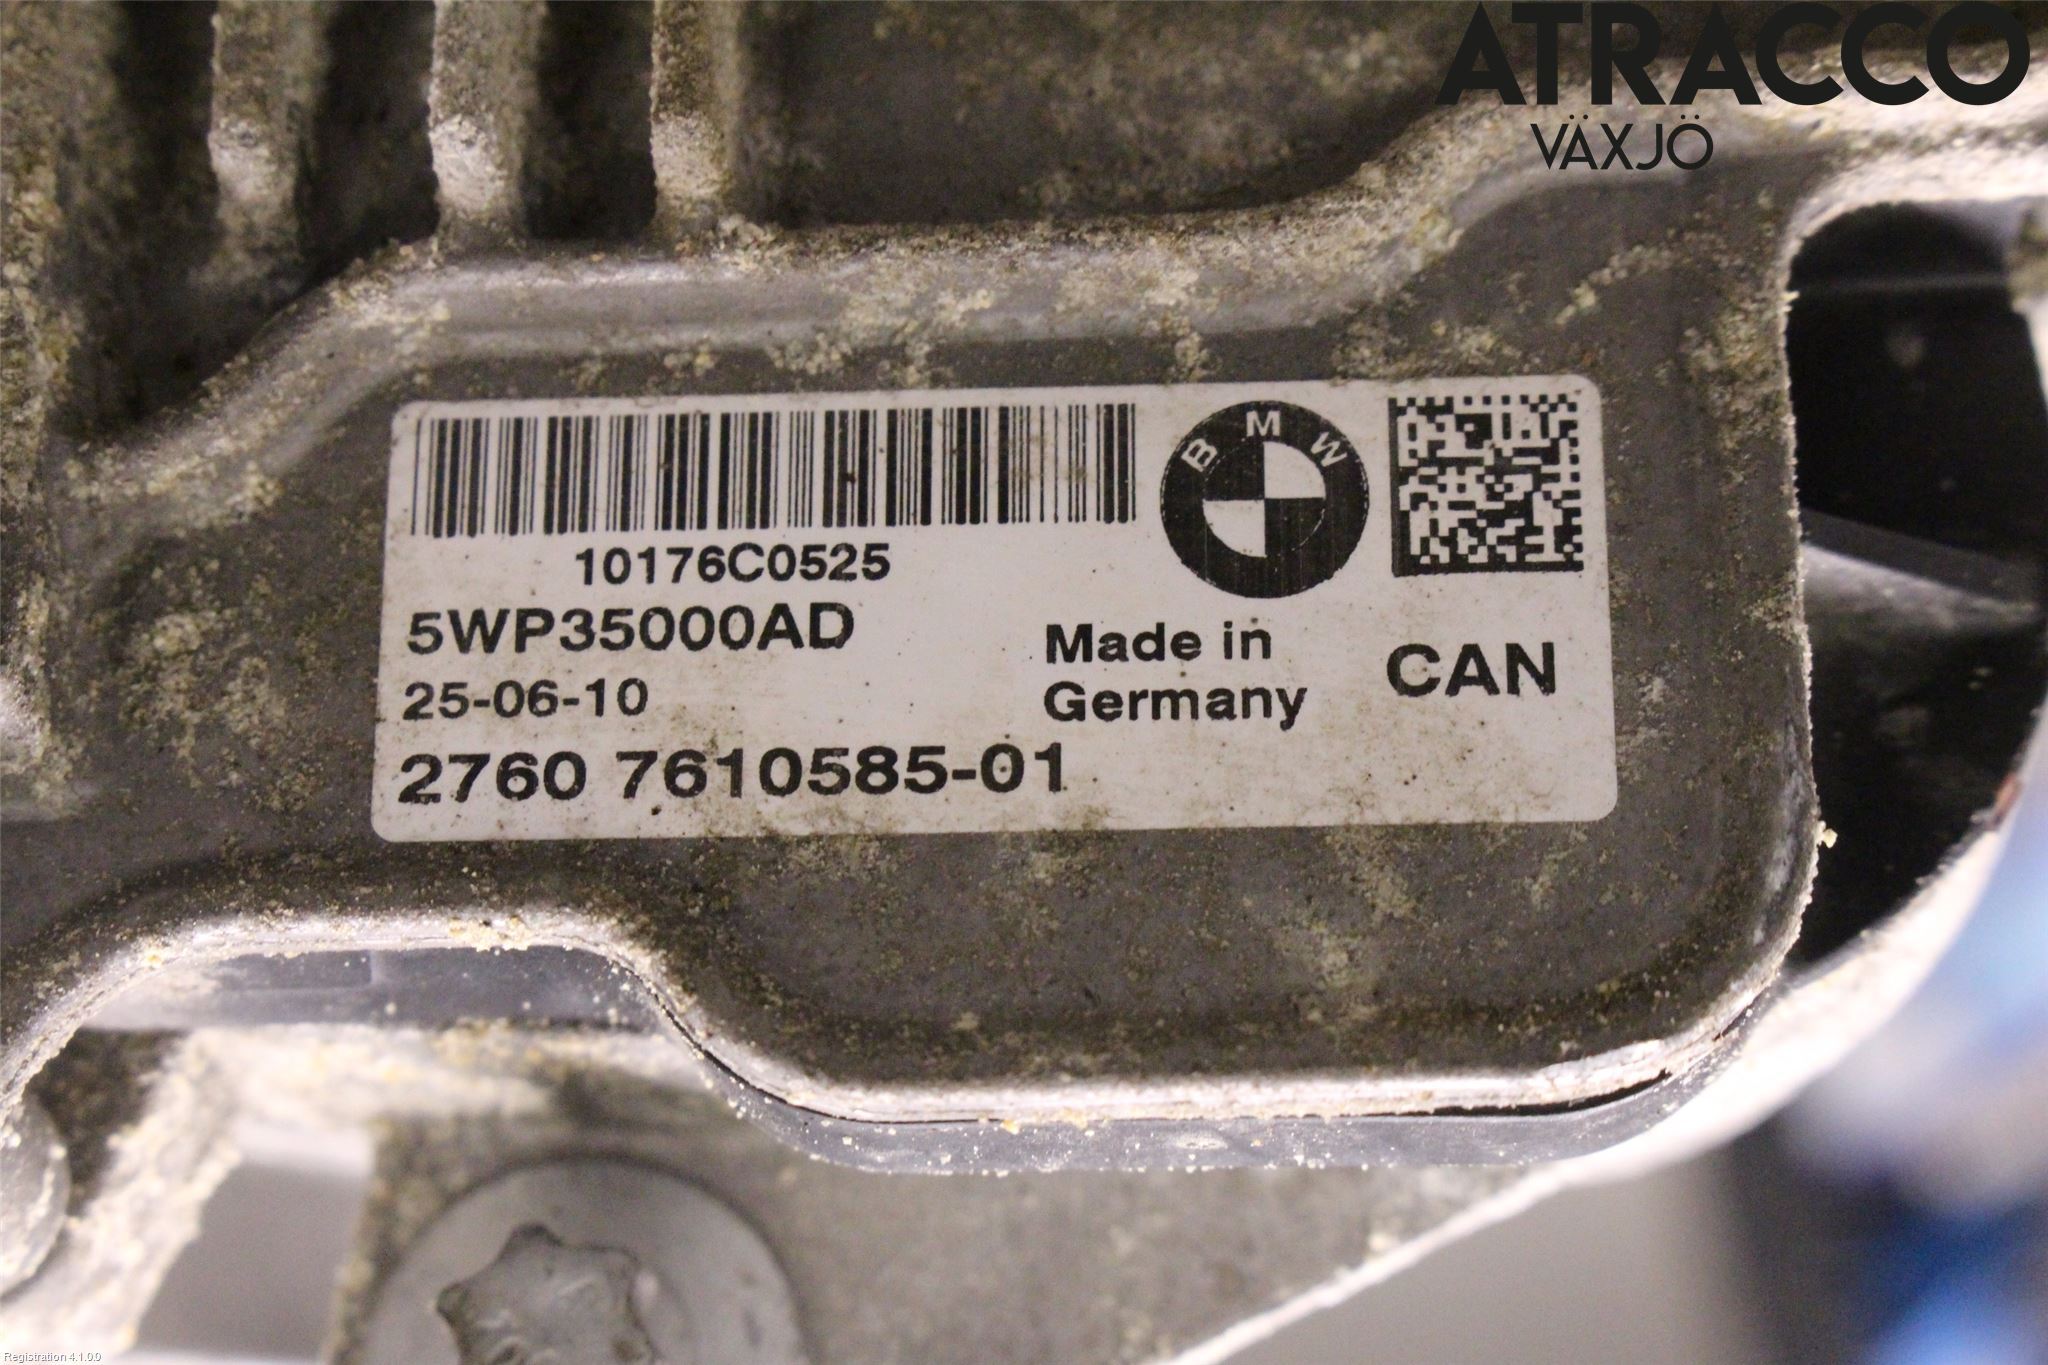 ATRACCO
VÄXJÖ
BMW
10176C0525
5WP35000AD
25-06-10
Made in
Germany
CAN
2760 7610585-01
Registration 4.1.0.0